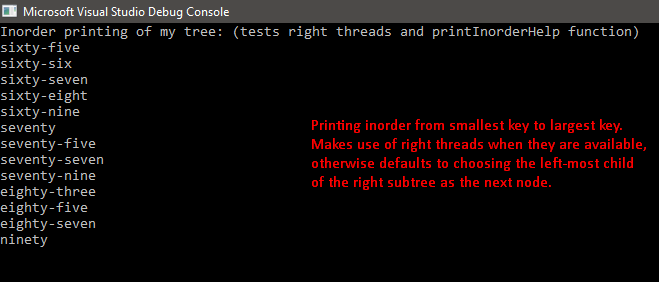 Microsoft Visual Studio Debug Console
Inorder printing of my tree: (tests right threads and printInorderHelp function)
sixty-five
sixty-six
sixty-seven
sixty-eight
sixty-nine
seventy
seventy-five
seventy-seven
seventy-nine
eighty-three
eighty-five
eighty-seven
ninety
Printing inorder from smallest key to largest key.
Makes use of right threads when they are available,
otherwise defaults to choosing the left-most child
of the right subtree as the next node.